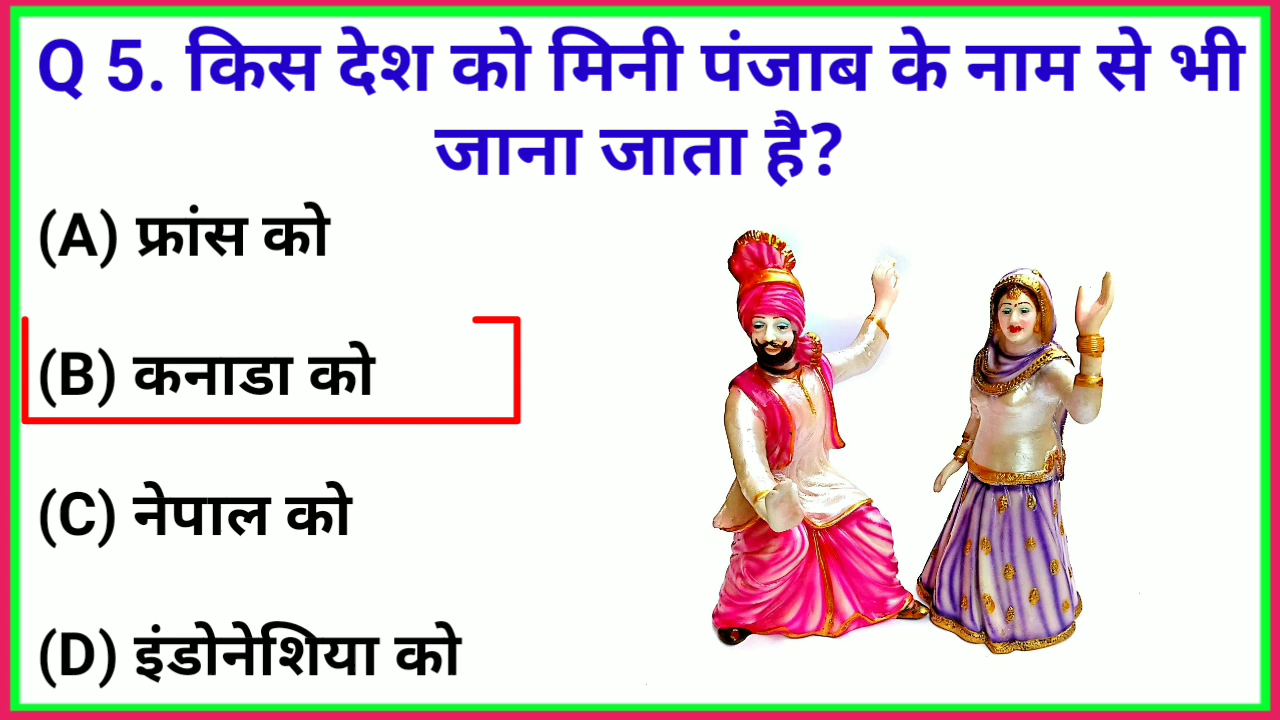 Q 5. किस देश को मिनी पंजाब के नाम से भी
जाना जाता है?
(A) फ्रांस को
(B) कनाडा को
(C) नेपाल को
(D) इंडोनेशिया को